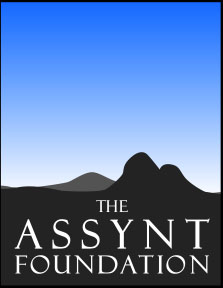 THE
ASSYNT
FOUNDATION